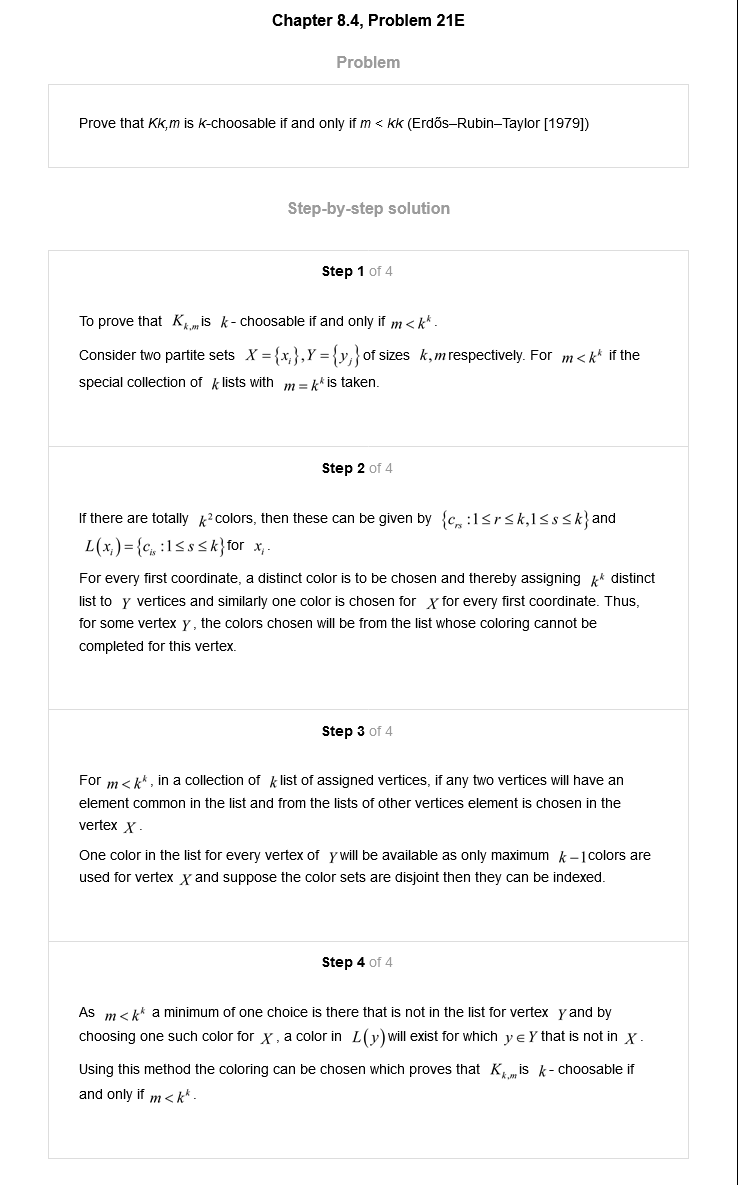 Chapter 8.4, Problem 21E
Problem
Prove that Kk,m is k-choosable if and only if m < kk (Erdős–Rubin–Taylor [1979])
Step-by-step solution
Step 1 of 4
To prove that K_{k,m} is k - choosable if and only if m < k^k .
Consider two partite sets X = {x_i}, Y = {y_j} of sizes k, m respectively. For m < k^k if the
special collection of k lists with m = k^k is taken.
Step 2 of 4
If there are totally k^2 colors, then these can be given by {c_{rs} : 1 ≤ r ≤ k, 1 ≤ s ≤ k} and
L(x_i) = {c_{is} : 1 ≤ s ≤ k} for x_i .
For every first coordinate, a distinct color is to be chosen and thereby assigning k^k distinct
list to Y vertices and similarly one color is chosen for X for every first coordinate. Thus,
for some vertex Y , the colors chosen will be from the list whose coloring cannot be
completed for this vertex.
Step 3 of 4
For m < k^k , in a collection of k list of assigned vertices, if any two vertices will have an
element common in the list and from the lists of other vertices element is chosen in the
vertex X .
One color in the list for every vertex of Y will be available as only maximum k – 1 colors are
used for vertex X and suppose the color sets are disjoint then they can be indexed.
Step 4 of 4
As m < k^k a minimum of one choice is there that is not in the list for vertex Y and by
choosing one such color for X , a color in L(y) will exist for which y ∈ Y that is not in X .
Using this method the coloring can be chosen which proves that K_{k,m} is k - choosable if
and only if m < k^k .